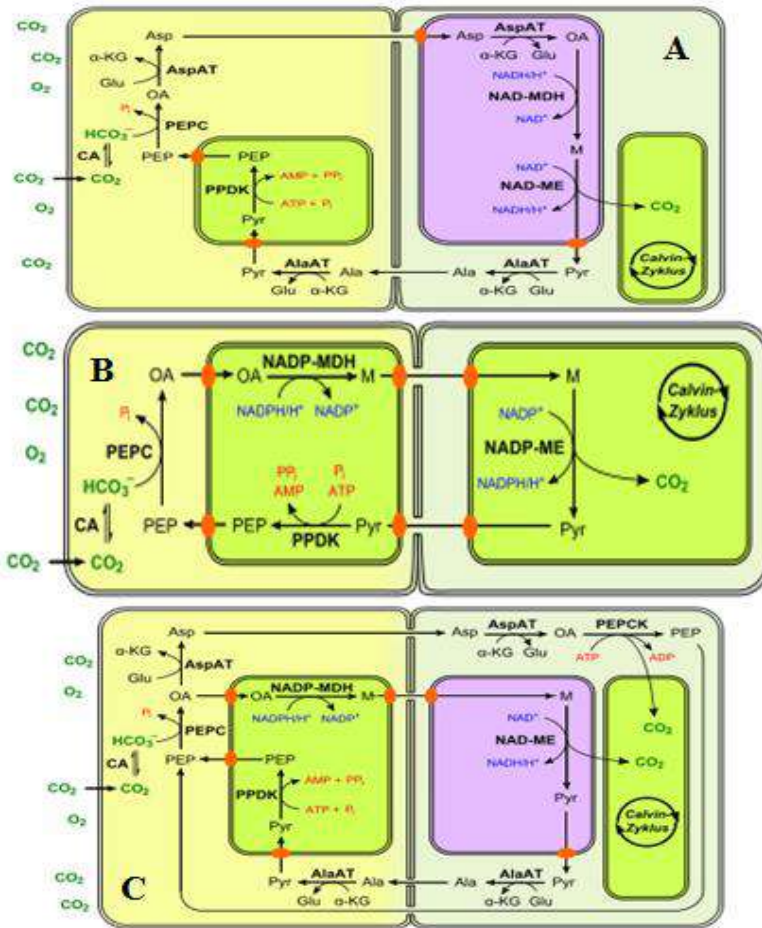 CO₂ Asp Asp AspAT OA A
CO₂ α-KG α-KG Glu
O₂ Glu AspAT NADH/H⁺
OA NAD-MDH
Pᵢ NAD⁺
HCO₃⁻ PEPC M
CA PEP PEP NAD⁺
CO₂ CO₂ PPDK AMP + PPᵢ NAD-ME CO₂
O₂ ATP + Pᵢ NADH/H⁺
Pyr
CO₂ Pyr AlaAT Ala Ala AlaAT Pyr Calvin-
Glu α-KG α-KG Glu Zyklus
CO₂ B OA OA NADP-MDH M M Calvin-
CO₂ Pᵢ NADPH/H⁺ NADP⁺ NADP⁺ Zyklus
O₂ PEPC NADP-ME
HCO₃⁻ PPᵢ Pᵢ NADPH/H⁺ CO₂
AMP ATP
CA PEP PEP Pyr Pyr
PPDK
CO₂ CO₂
Asp Asp AspAT OA PEPCK PEP
CO₂ α-KG α-KG Glu ATP ADP
Glu AspAT
O₂ OA OA NADP-MDH M M
Pᵢ NADPH/H⁺ NADP⁺ NAD⁺ CO₂
HCO₃⁻ PEPC NAD-ME
CA PEP PEP NADH/H⁺ CO₂
CO₂ CO₂ PPDK AMP + PPᵢ Pyr
O₂ ATP + Pᵢ Calvin-
Pyr Zyklus
CO₂ C Pyr AlaAT Ala Ala AlaAT Pyr
CO₂ Glu α-KG α-KG Glu